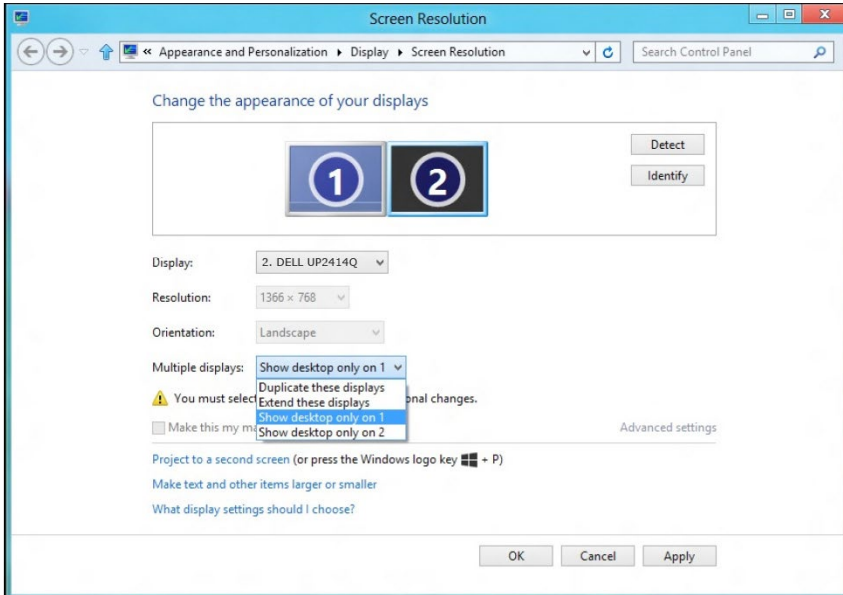 Screen Resolution
« Appearance and Personalization ▸ Display ▸ Screen Resolution
Search Control Panel
Change the appearance of your displays
1
2
Detect
Identify
Display: 2. DELL UP2414Q
Resolution: 1366 × 768
Orientation: Landscape
Multiple displays: Show desktop only on 1
Duplicate these displays
You must selec
onal changes.
Extend these displays
Show desktop only on 1
Make this my m
Show desktop only on 2
Advanced settings
Project to a second screen (or press the Windows logo key + P)
Make text and other items larger or smaller
What display settings should I choose?
OK Cancel Apply